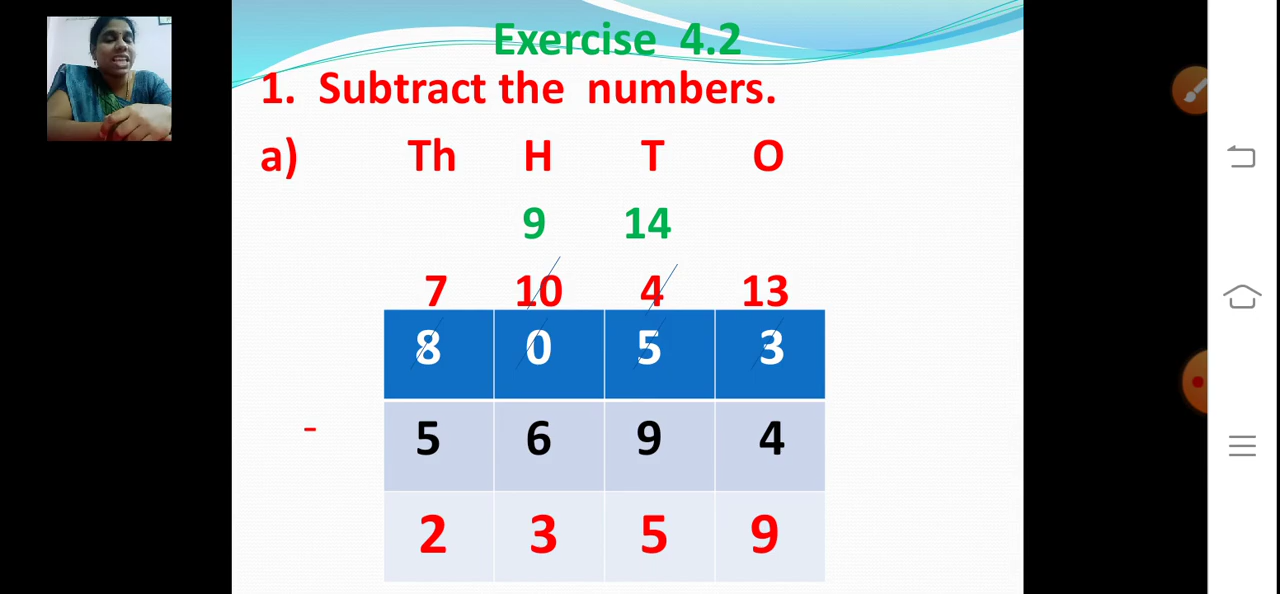 Exercise 4.2
1. Subtract the numbers.
a) Th H T O
9 14
7 10 4 13
8 0 5 3
- 5 6 9 4
2 3 5 9